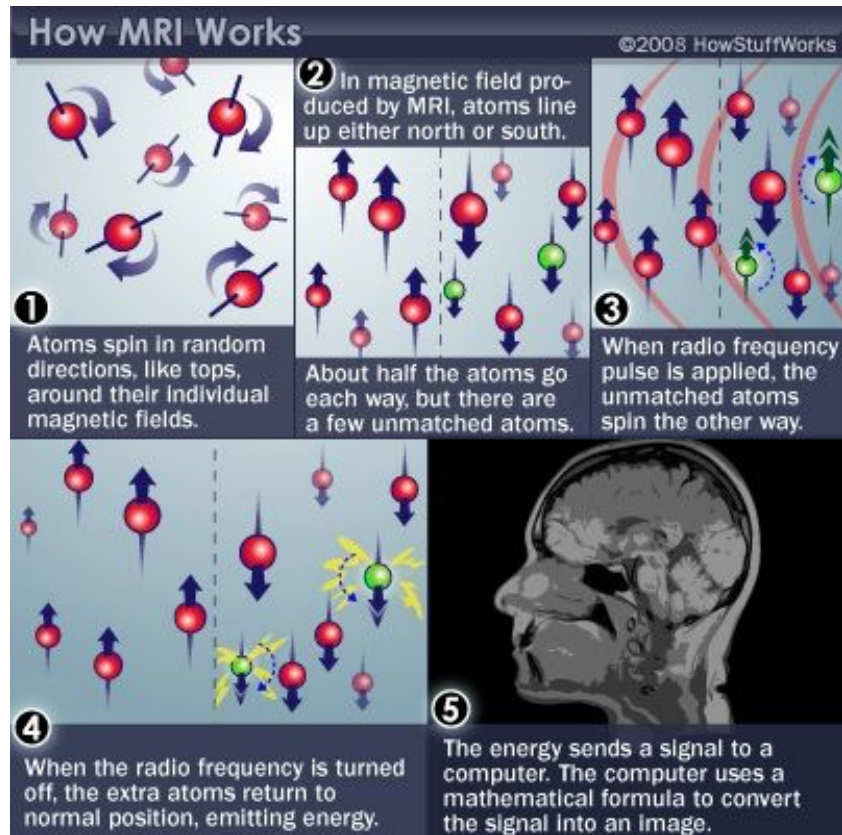 How MRI Works
©2008 HowStuffWorks
1
Atoms spin in random
directions, like tops,
around their individual
magnetic fields.
2 In magnetic field pro-
duced by MRI, atoms line
up either north or south.
About half the atoms go
each way, but there are
a few unmatched atoms.
3
When radio frequency
pulse is applied, the
unmatched atoms
spin the other way.
4
When the radio frequency is turned
off, the extra atoms return to
normal position, emitting energy.
5
The energy sends a signal to a
computer. The computer uses a
mathematical formula to convert
the signal into an image.